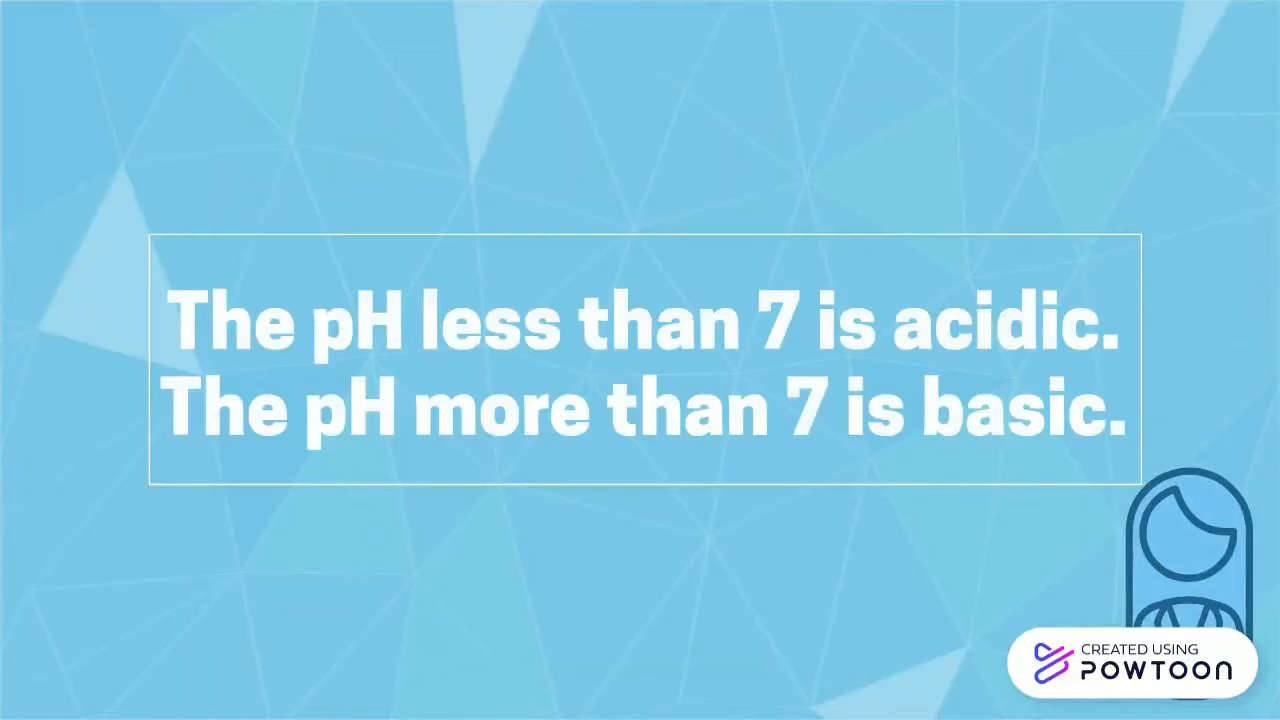 The pH less than 7 is acidic.
The pH more than 7 is basic.
CREATED USING
POWTOON